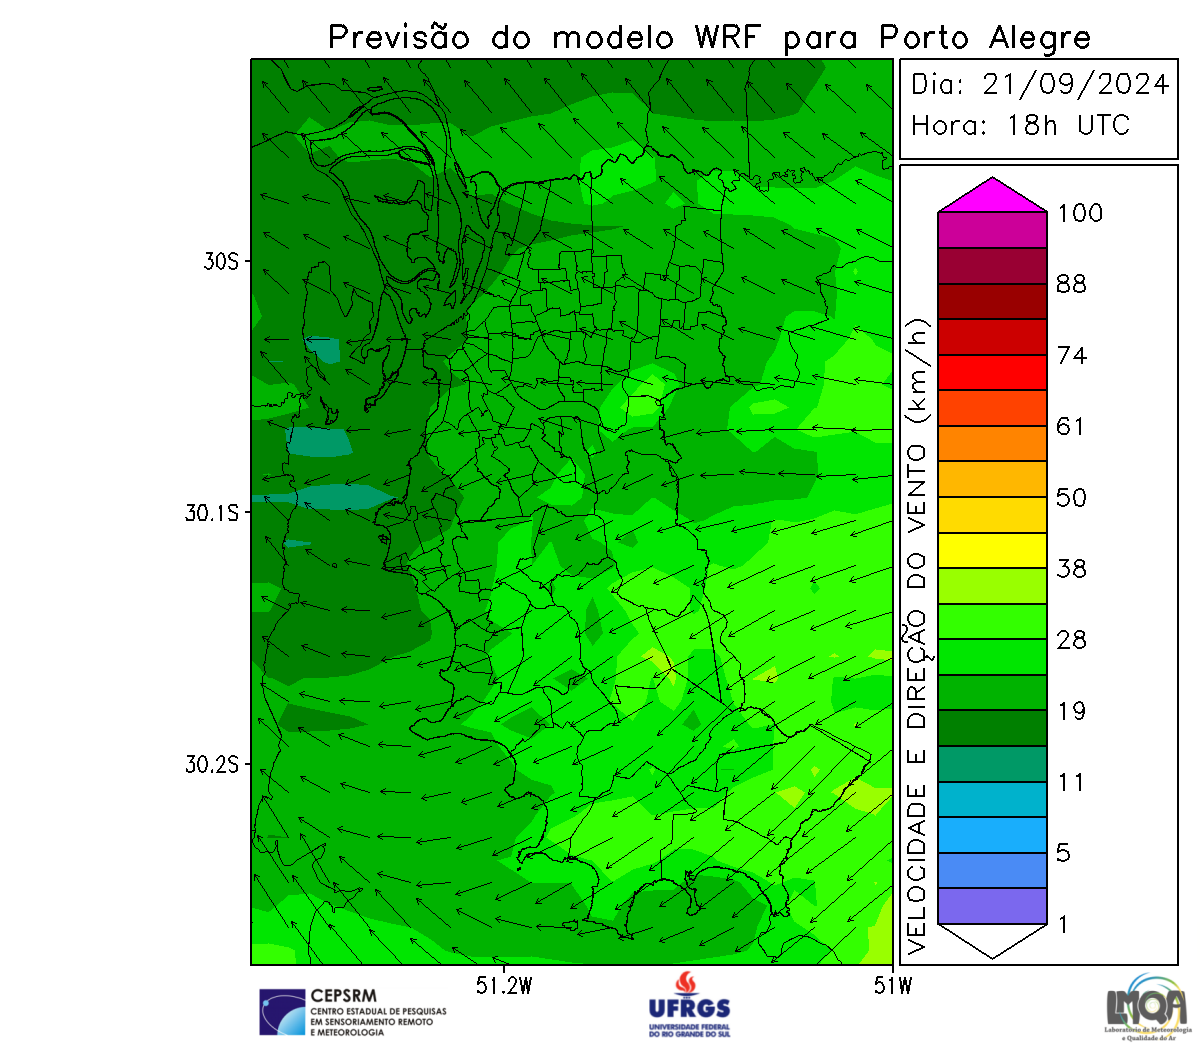 Previsão do modelo WRF para Porto Alegre
Dia: 21/09/2024
Hora: 18h UTC
30S
30.1S
30.2S
51.2W
51W
VELOCIDADE E DIREÇÃO DO VENTO (km/h)
100
88
74
61
50
38
28
19
11
5
1
CEPSRM
CENTRO ESTADUAL DE PESQUISAS
EM SENSORIAMENTO REMOTO
E METEOROLOGIA
UFRGS
UNIVERSIDADE FEDERAL
DO RIO GRANDE DO SUL
LMQA
Laboratório de Meteorologia
e Qualidade do Ar